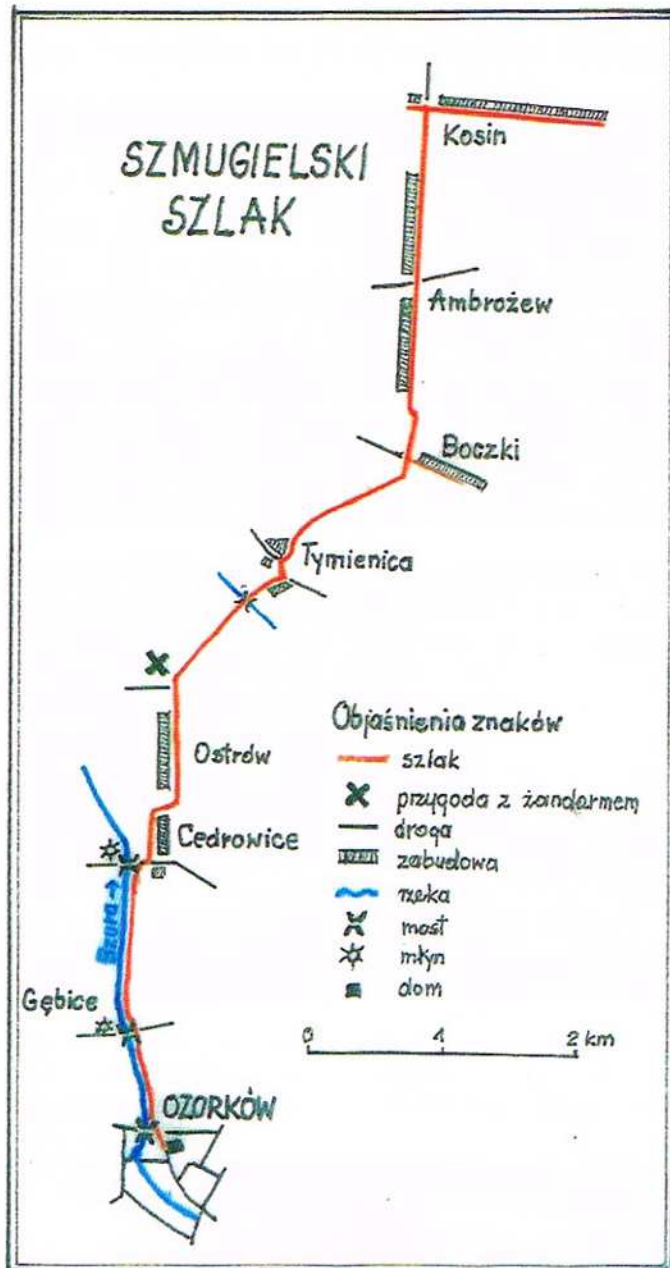 SZMUGIELSKI
SZLAK
Kosin
Ambrożew
Boczki
Tymienica
Ostrów
Cedrowice
Bzura →
Gębice
OZORKÓW
Objaśnienia znaków
szlak
przygoda z żandarmem
droga
zabudowa
rzeka
most
młyn
dom
0 1 2 km